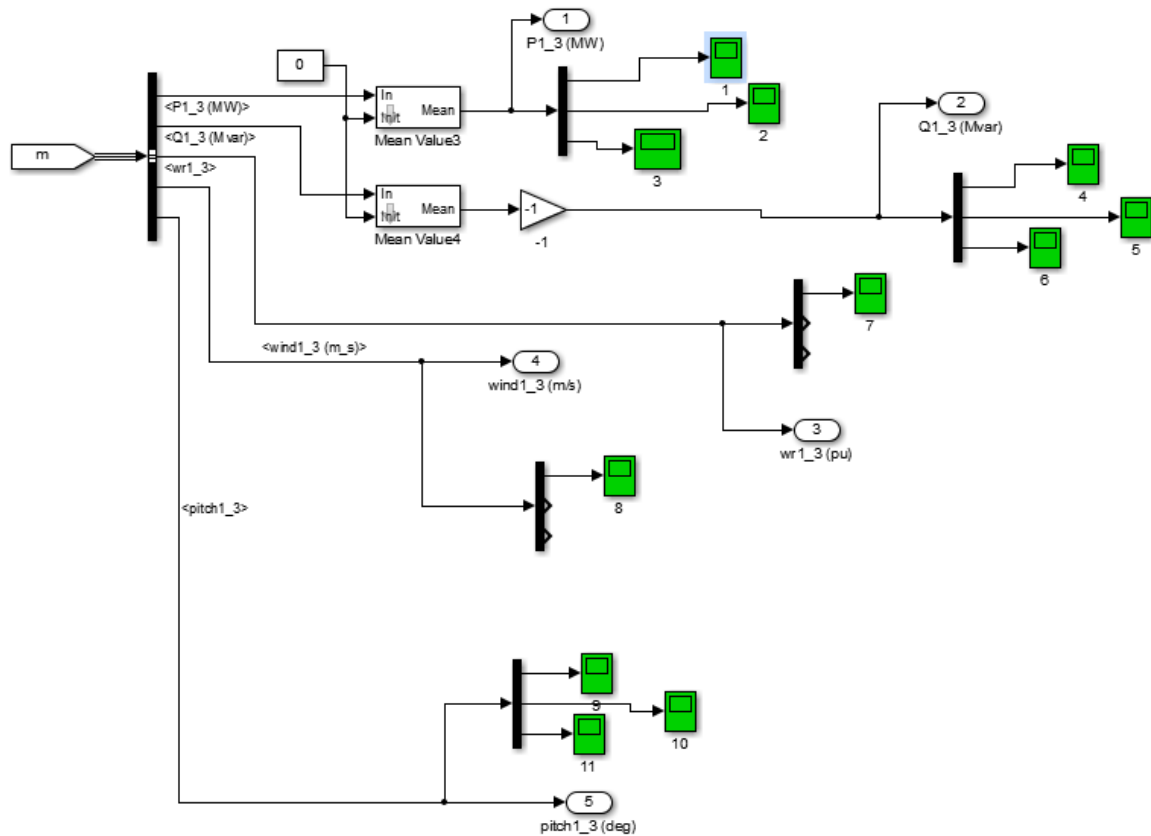 1
P1_3 (MW)
0
1
<P1_3 (MW)>
In
Mean
Init
Mean Value3
2
2
Q1_3 (Mvar)
<Q1_3 (Mvar)>
m
<wr1_3>
3
4
In
Mean
Init
Mean Value4
-1
-1
5
6
7
<wind1_3 (m_s)>
4
wind1_3 (m/s)
3
wr1_3 (pu)
8
<pitch1_3>
9
10
11
5
pitch1_3 (deg)